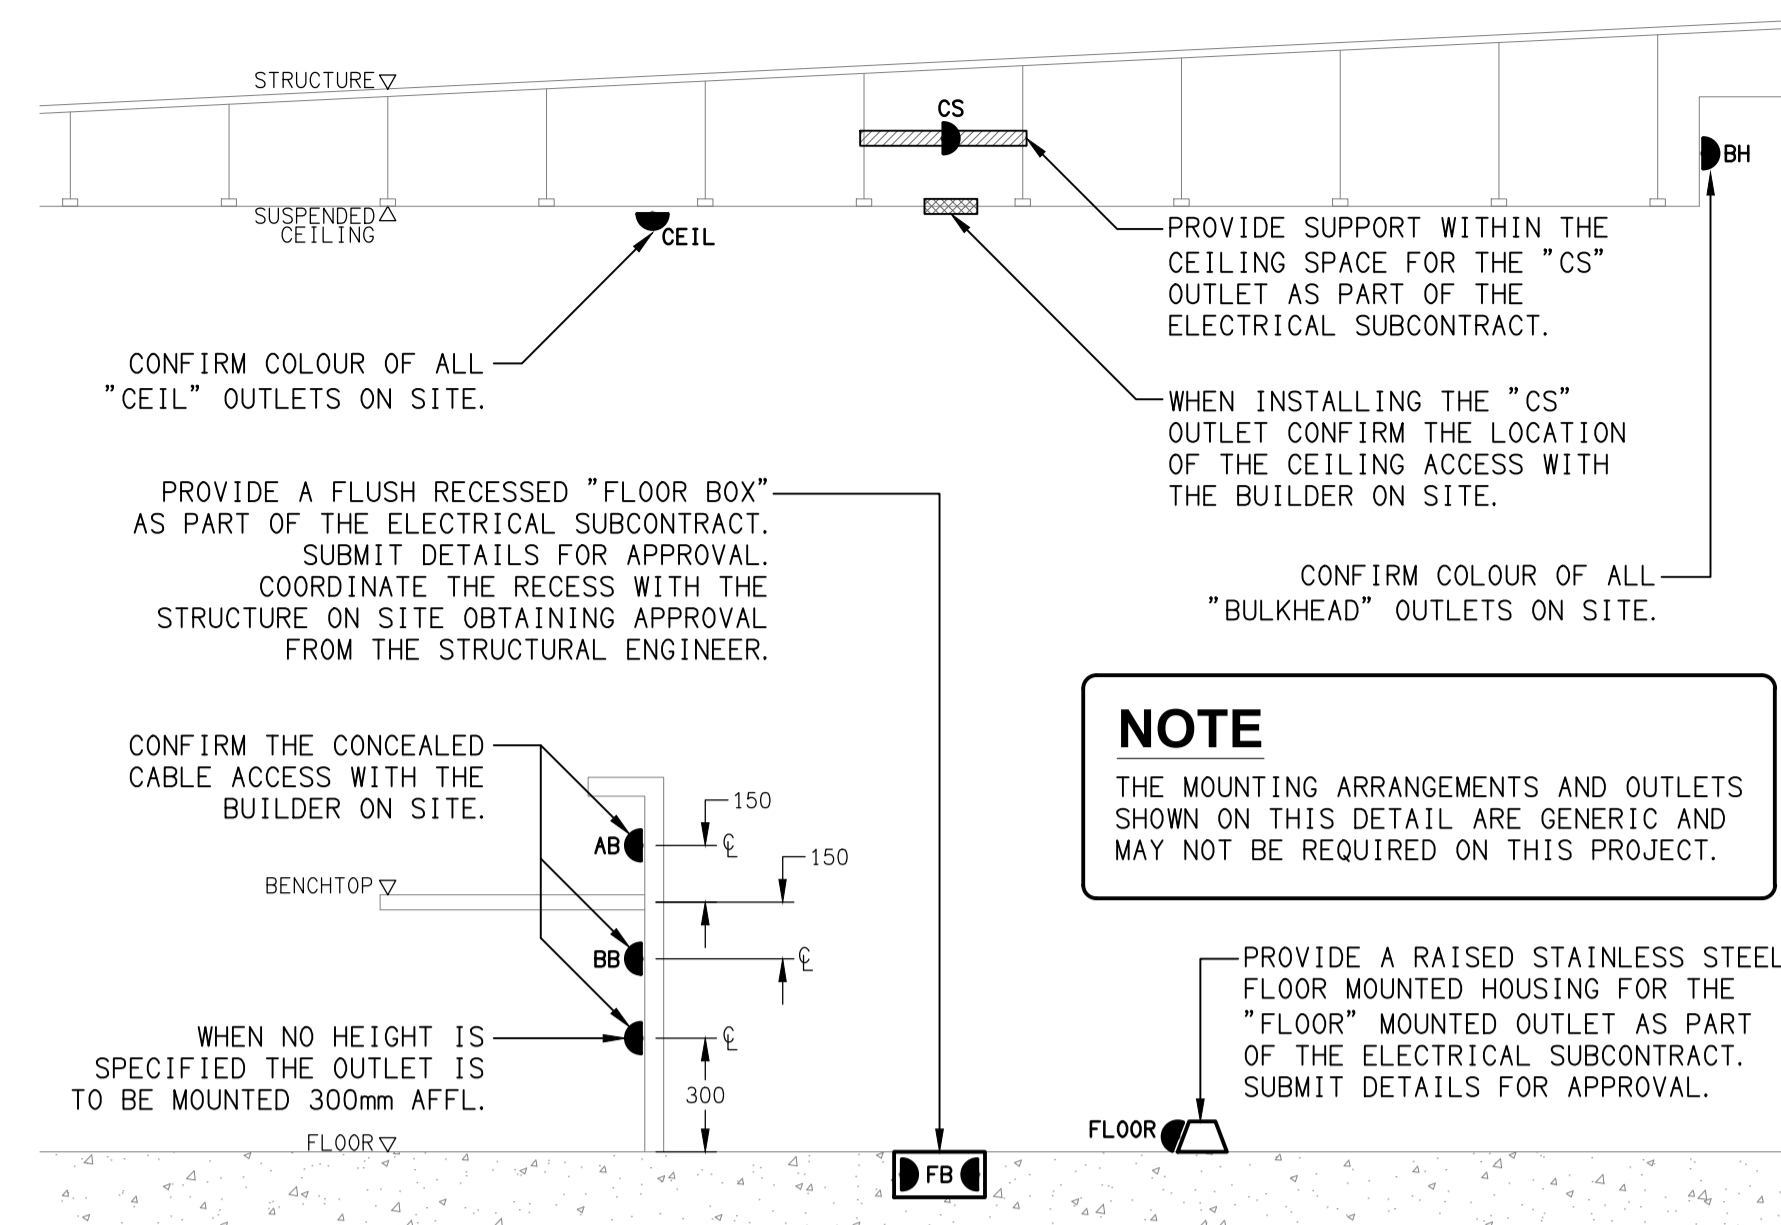 STRUCTURE
CS
BH
SUSPENDED
CEILING
CEIL
PROVIDE SUPPORT WITHIN THE
CEILING SPACE FOR THE "CS"
OUTLET AS PART OF THE
ELECTRICAL SUBCONTRACT.
CONFIRM COLOUR OF ALL
"CEIL" OUTLETS ON SITE.
WHEN INSTALLING THE "CS"
OUTLET CONFIRM THE LOCATION
OF THE CEILING ACCESS WITH
THE BUILDER ON SITE.
PROVIDE A FLUSH RECESSED "FLOOR BOX"
AS PART OF THE ELECTRICAL SUBCONTRACT.
SUBMIT DETAILS FOR APPROVAL.
COORDINATE THE RECESS WITH THE
STRUCTURE ON SITE OBTAINING APPROVAL
FROM THE STRUCTURAL ENGINEER.
CONFIRM COLOUR OF ALL
"BULKHEAD" OUTLETS ON SITE.
NOTE
THE MOUNTING ARRANGEMENTS AND OUTLETS
SHOWN ON THIS DETAIL ARE GENERIC AND
MAY NOT BE REQUIRED ON THIS PROJECT.
CONFIRM THE CONCEALED
CABLE ACCESS WITH THE
BUILDER ON SITE.
150
AB
℄
150
BENCHTOP
BB
℄
WHEN NO HEIGHT IS
SPECIFIED THE OUTLET IS
TO BE MOUNTED 300mm AFFL.
℄
300
PROVIDE A RAISED STAINLESS STEEL
FLOOR MOUNTED HOUSING FOR THE
"FLOOR" MOUNTED OUTLET AS PART
OF THE ELECTRICAL SUBCONTRACT.
SUBMIT DETAILS FOR APPROVAL.
FLOOR
FLOOR
FB